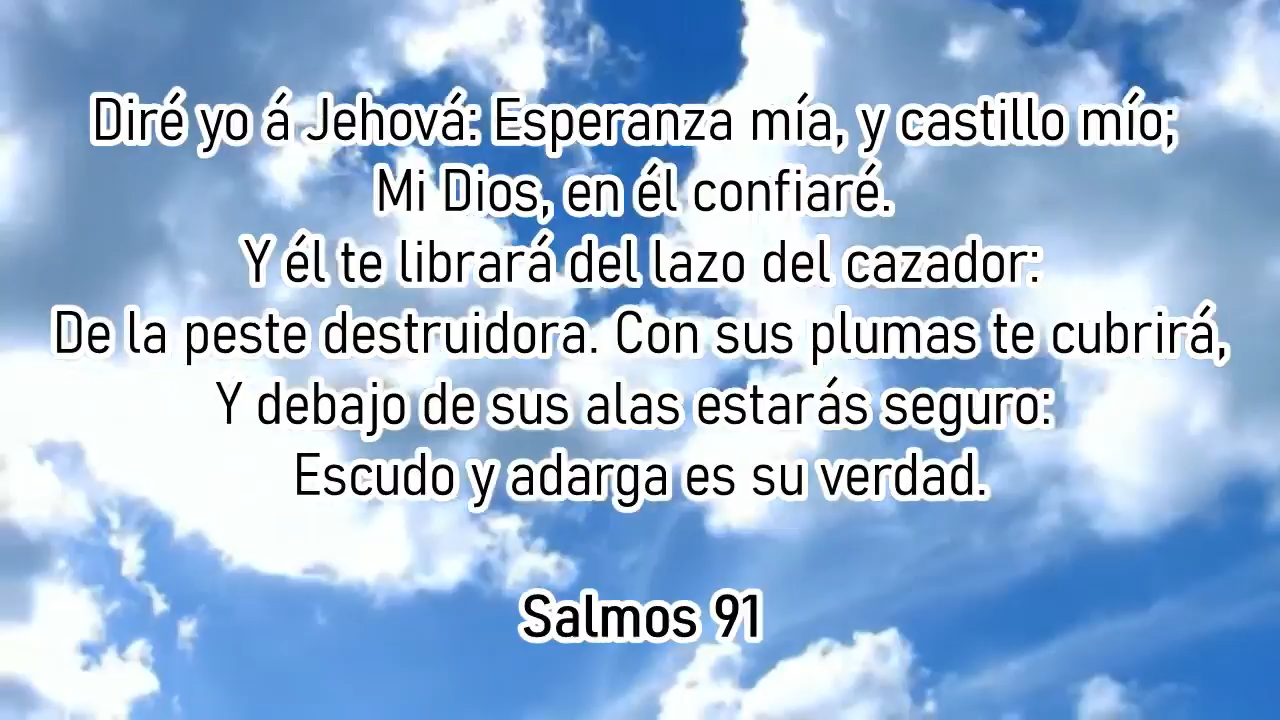 Diré yo á Jehová: Esperanza mía, y castillo mío;
Mi Dios, en él confiaré.
Y él te librará del lazo del cazador:
De la peste destruidora. Con sus plumas te cubrirá,
Y debajo de sus alas estarás seguro:
Escudo y adarga es su verdad.
Salmos 91